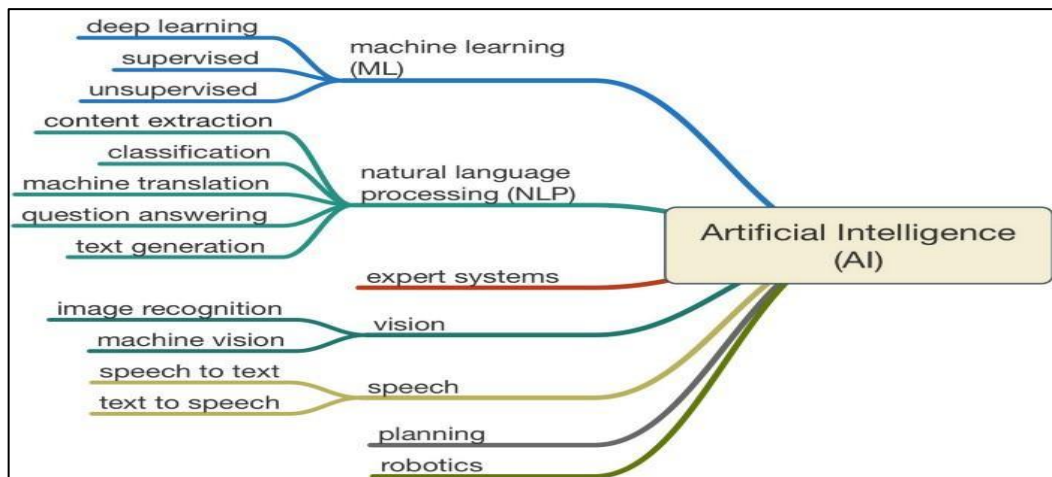 deep learning
supervised
unsupervised
machine learning
(ML)
content extraction
classification
machine translation
question answering
text generation
natural language
processing (NLP)
expert systems
image recognition
machine vision
vision
speech to text
text to speech
speech
planning
robotics
Artificial Intelligence
(AI)